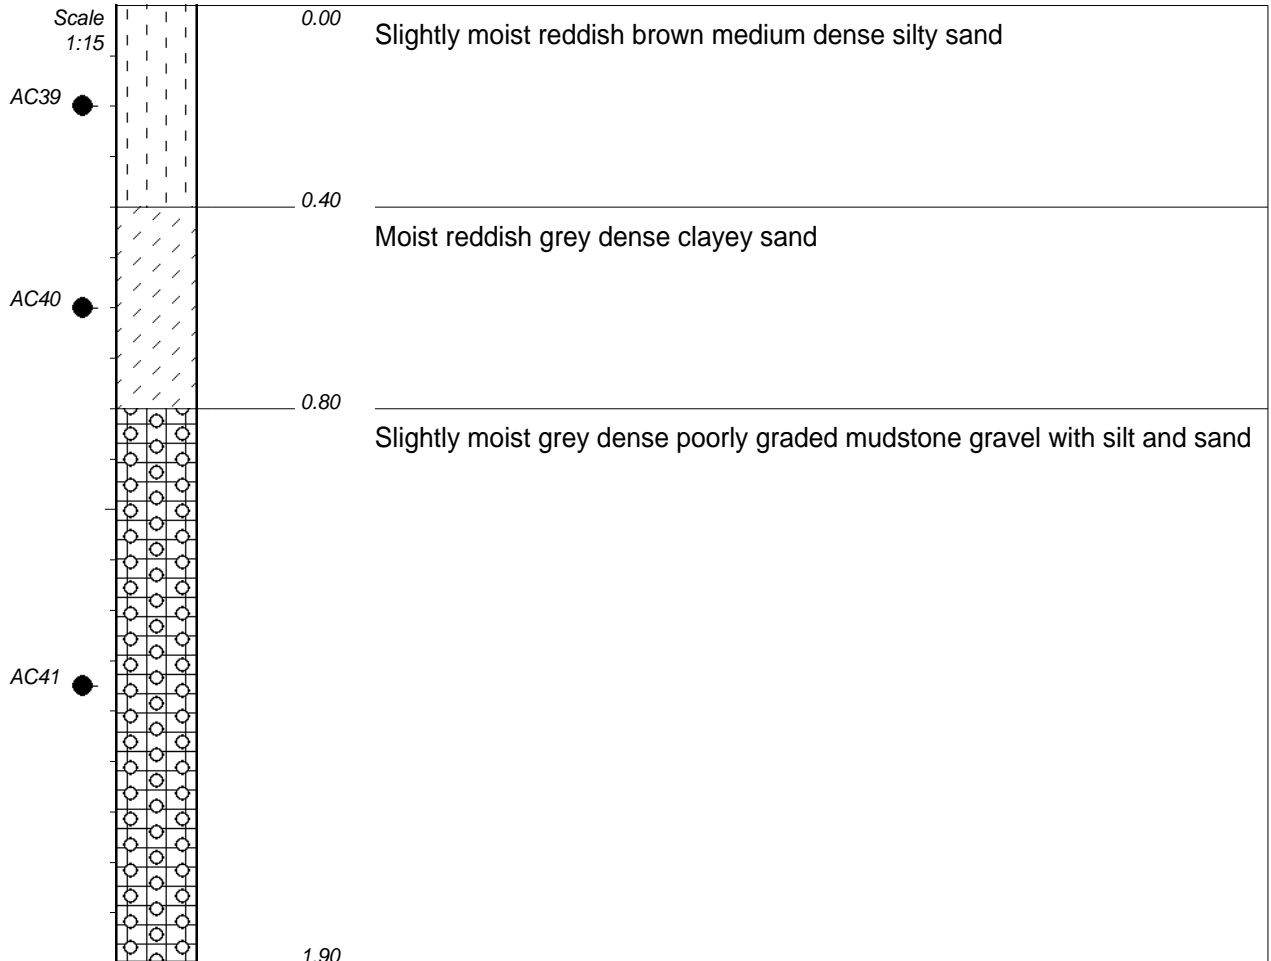 Scale
1:15
0.00
Slightly moist reddish brown medium dense silty sand
AC39
0.40
Moist reddish grey dense clayey sand
AC40
0.80
Slightly moist grey dense poorly graded mudstone gravel with silt and sand
AC41
1.90